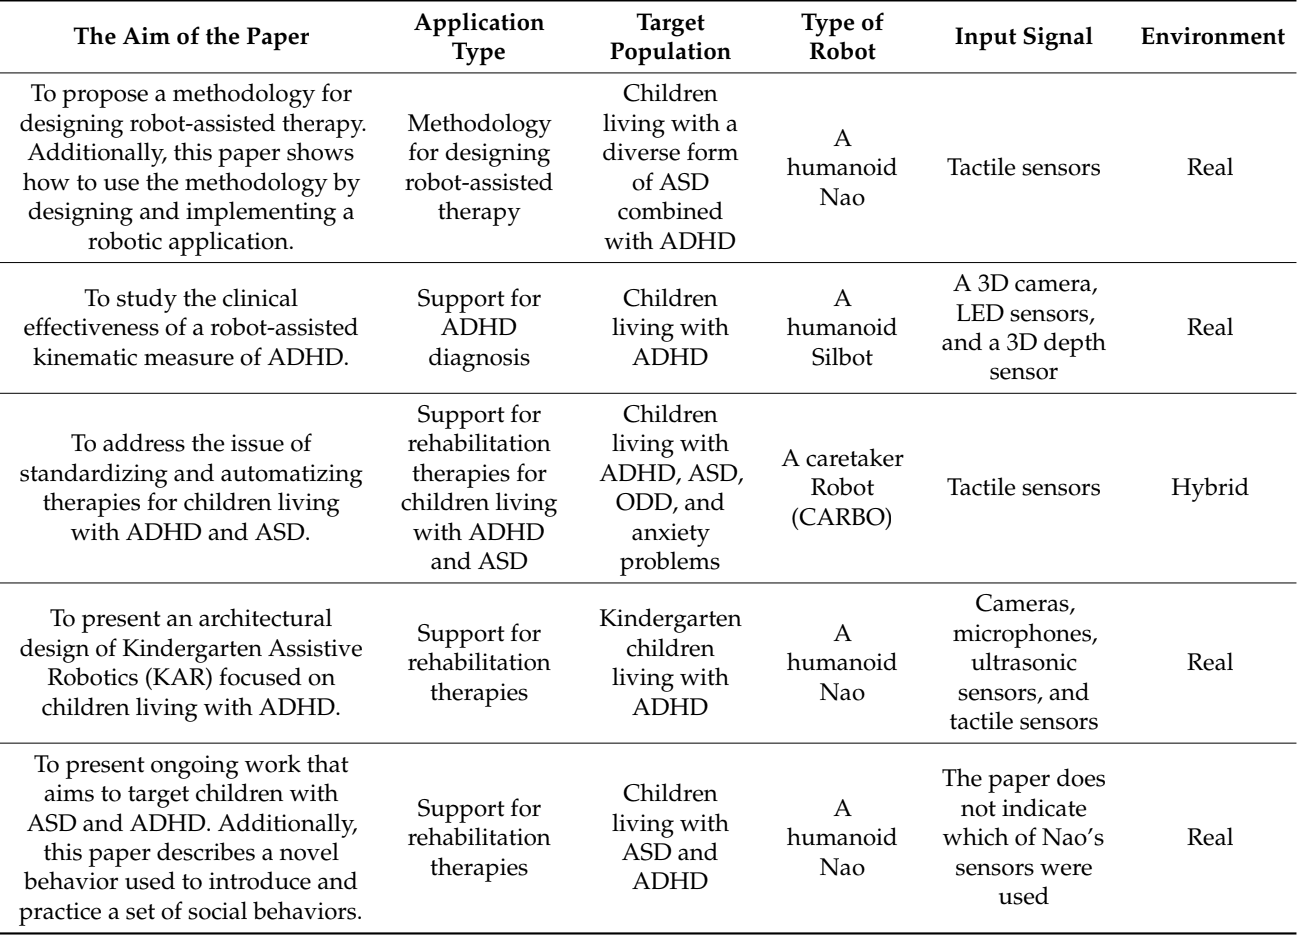 The Aim of the Paper
Application
Type
Target
Population
Type of
Robot
Input Signal
Environment
To propose a methodology for
designing robot-assisted therapy.
Additionally, this paper shows
how to use the methodology by
designing and implementing a
robotic application.
Methodology
for designing
robot-assisted
therapy
Children
living with a
diverse form
of ASD
combined
with ADHD
A
humanoid
Nao
Tactile sensors
Real
To study the clinical
effectiveness of a robot-assisted
kinematic measure of ADHD.
Support for
ADHD
diagnosis
Children
living with
ADHD
A
humanoid
Silbot
A 3D camera,
LED sensors,
and a 3D depth
sensor
Real
To address the issue of
standardizing and automatizing
therapies for children living
with ADHD and ASD.
Support for
rehabilitation
therapies for
children living
with ADHD
and ASD
Children
living with
ADHD, ASD,
ODD, and
anxiety
problems
A caretaker
Robot
(CARBO)
Tactile sensors
Hybrid
To present an architectural
design of Kindergarten Assistive
Robotics (KAR) focused on
children living with ADHD.
Support for
rehabilitation
therapies
Kindergarten
children
living with
ADHD
A
humanoid
Nao
Cameras,
microphones,
ultrasonic
sensors, and
tactile sensors
Real
To present ongoing work that
aims to target children with
ASD and ADHD. Additionally,
this paper describes a novel
behavior used to introduce and
practice a set of social behaviors.
Support for
rehabilitation
therapies
Children
living with
ASD and
ADHD
A
humanoid
Nao
The paper does
not indicate
which of Nao's
sensors were
used
Real